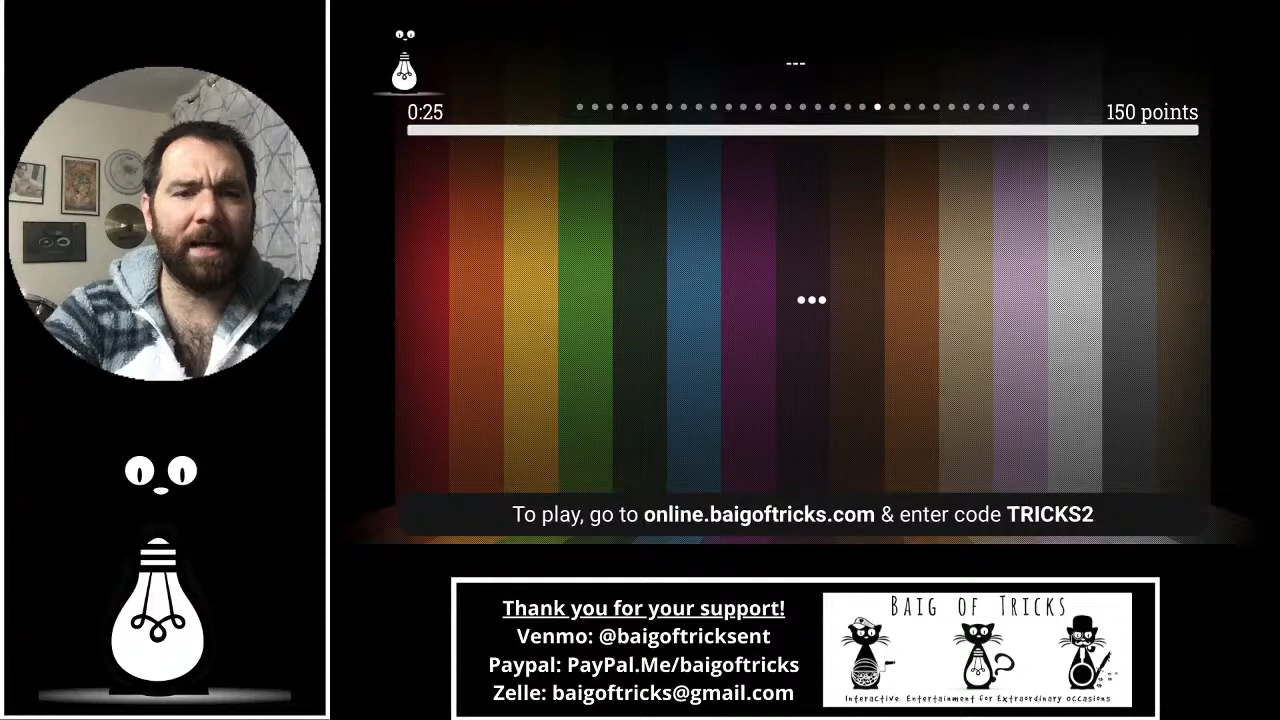 ---
0:25
150 points
•••
To play, go to online.baigoftricks.com & enter code TRICKS2
Thank you for your support!
Venmo: @baigoftricksent
Paypal: PayPal.Me/baigoftricks
Zelle: baigoftricks@gmail.com
BAIG OF TRICKS
Interactive Entertainment for Extraordinary occasions